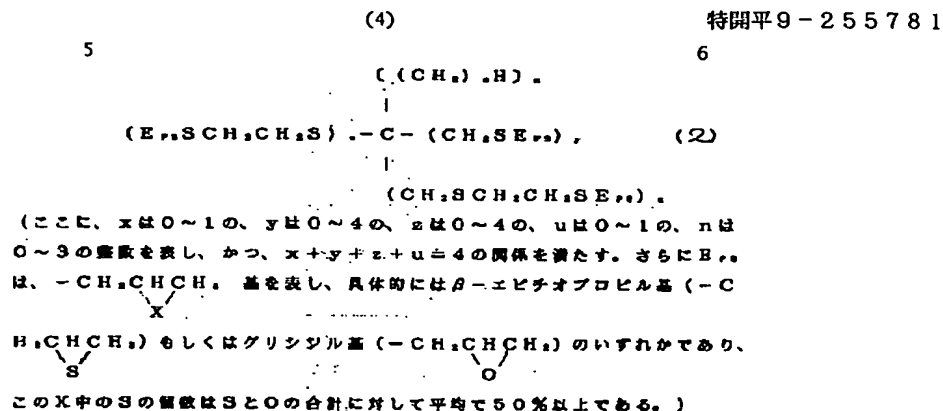 (4) 特開平9-255781
5 6
((CH₂)ₙH)ᵤ
|
(EₚₛSCH₂CH₂S)ₓ-C-(CH₂SEₚₛ)ᵧ (2)
|
(CH₂SCH₂CH₂SEₚₛ)
(ここに、xは0~1の、yは0~4の、zは0~4の、uは0~1の、nは
0~3の整数を表し、かつ、x+y+z+u=4の関係を満たす。さらにEₚₛ
は、-CH₂CHCH₂ 基を表し、具体的にはβ-エピチオプロピル基(-C
X
H₂CHCH₂)もしくはグリシジル基(-CH₂CHCH₂)のいずれかであり、
S O
このX中のSの個数はSとOの合計に対して平均で50%以上である。)